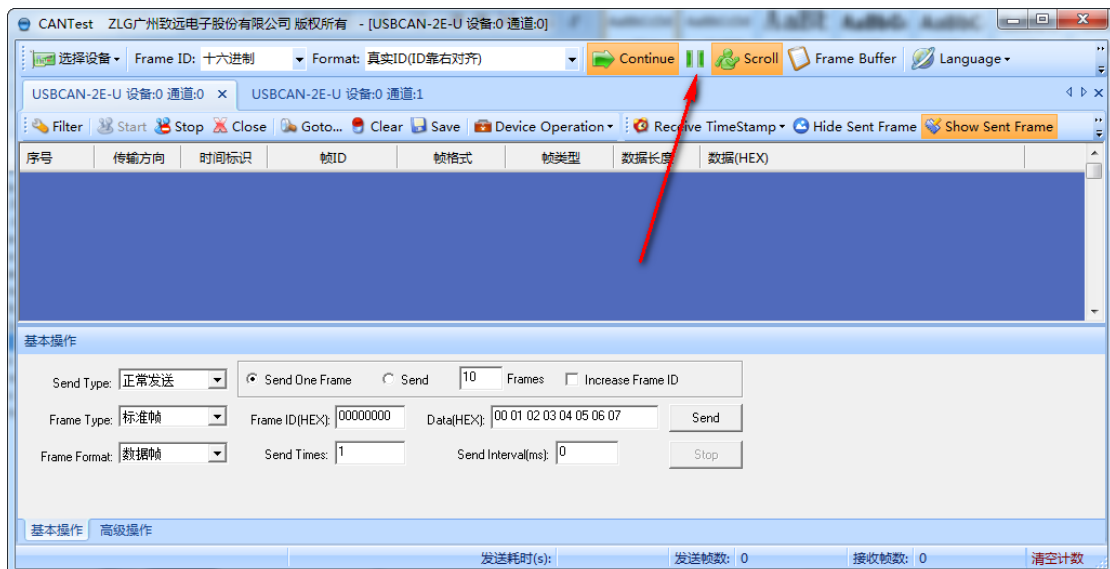 CANTest ZLG广州致远电子股份有限公司 版权所有 - [USBCAN-2E-U 设备:0 通道:0]
选择设备 Frame ID: 十六进制 Format: 真实ID(ID靠右对齐) Continue Scroll Frame Buffer Language
USBCAN-2E-U 设备:0 通道:0 × USBCAN-2E-U 设备:0 通道:1
Filter Start Stop Close Goto... Clear Save Device Operation Receive TimeStamp Hide Sent Frame Show Sent Frame
序号 传输方向 时间标识 帧ID 帧格式 帧类型 数据长度 数据(HEX)
基本操作
Send Type: 正常发送 Send One Frame Send 10 Frames Increase Frame ID
Frame Type: 标准帧 Frame ID(HEX): 00000000 Data(HEX): 00 01 02 03 04 05 06 07 Send
Frame Format: 数据帧 Send Times: 1 Send Interval(ms): 0 Stop
基本操作 高级操作
发送耗时(s): 发送帧数: 0 接收帧数: 0 清空计数